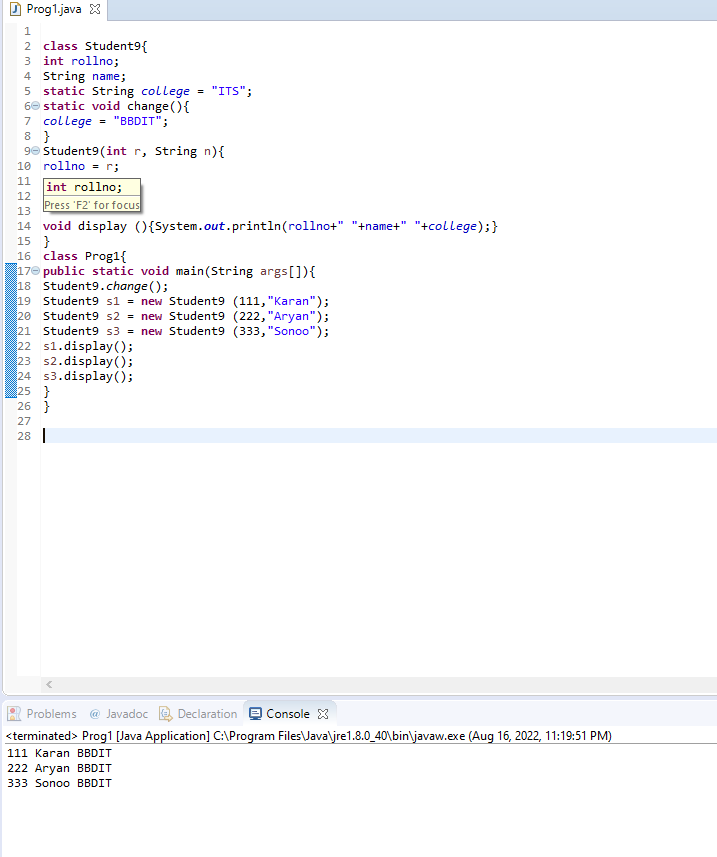 Prog1.java
1
2 class Student9{
3 int rollno;
4 String name;
5 static String college = "ITS";
6 static void change(){
7 college = "BBDIT";
8 }
9 Student9(int r, String n){
10 rollno = r;
11 int rollno;
12
Press 'F2' for focus
13
14 void display (){System.out.println(rollno+" "+name+" "+college);}
15 }
16 class Prog1{
17 public static void main(String args[]){
18 Student9.change();
19 Student9 s1 = new Student9 (111,"Karan");
20 Student9 s2 = new Student9 (222,"Aryan");
21 Student9 s3 = new Student9 (333,"Sonoo");
22 s1.display();
23 s2.display();
24 s3.display();
25 }
26 }
27
28
Problems @ Javadoc Declaration Console
<terminated> Prog1 [Java Application] C:\Program Files\Java\jre1.8.0_40\bin\javaw.exe (Aug 16, 2022, 11:19:51 PM)
111 Karan BBDIT
222 Aryan BBDIT
333 Sonoo BBDIT